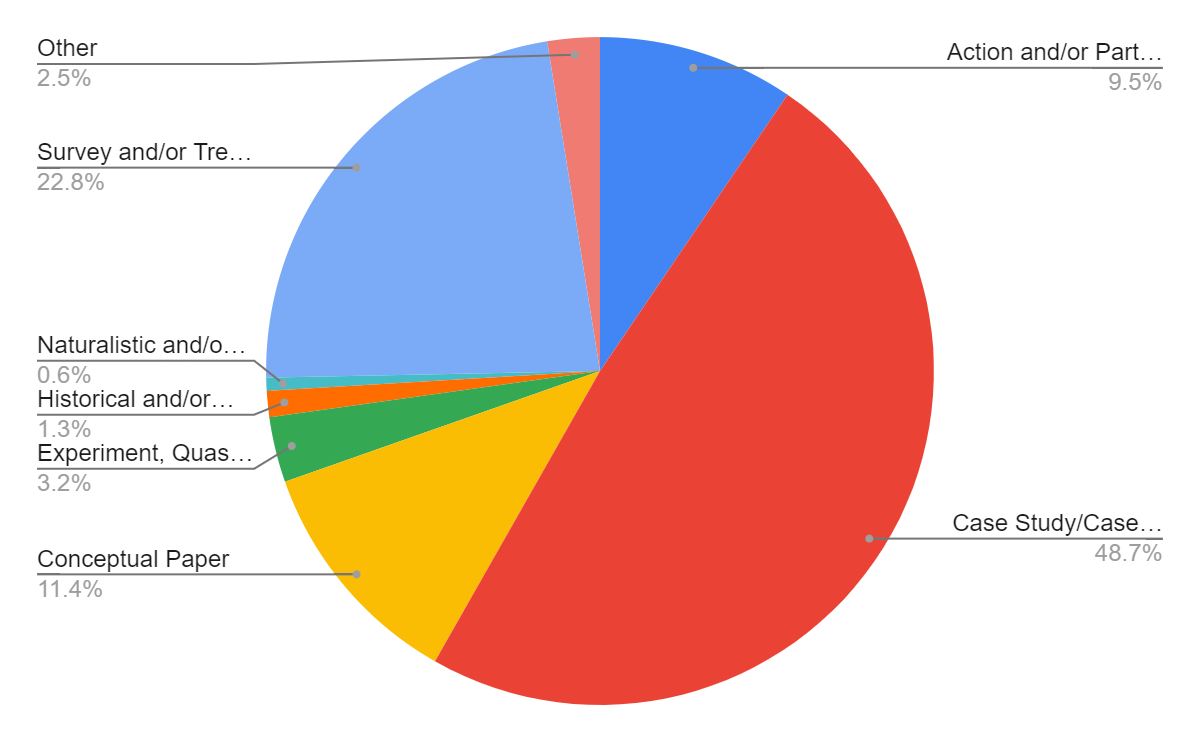 Other
2.5%
Action and/or Part…
9.5%
Survey and/or Tre…
22.8%
Naturalistic and/o…
0.6%
Historical and/or…
1.3%
Experiment, Quas…
3.2%
Case Study/Case…
48.7%
Conceptual Paper
11.4%